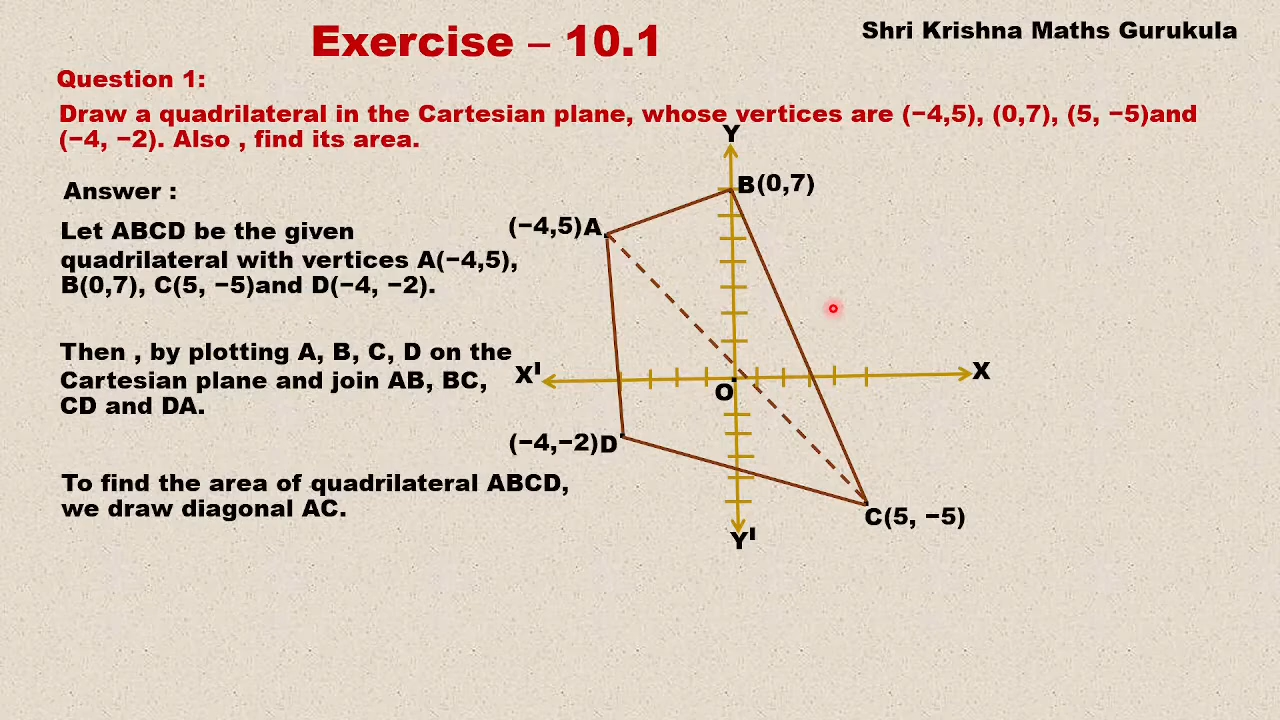 Exercise – 10.1
Shri Krishna Maths Gurukula
Question 1:
Draw a quadrilateral in the Cartesian plane, whose vertices are (−4,5), (0,7), (5, −5)and
(−4, −2). Also , find its area.
Answer :
Let ABCD be the given
quadrilateral with vertices A(−4,5),
B(0,7), C(5, −5)and D(−4, −2).
Then , by plotting A, B, C, D on the
Cartesian plane and join AB, BC,
CD and DA.
To find the area of quadrilateral ABCD,
we draw diagonal AC.
Y
B(0,7)
(−4,5)A
X'
X
O
(−4,−2)D
C(5, −5)
Y'